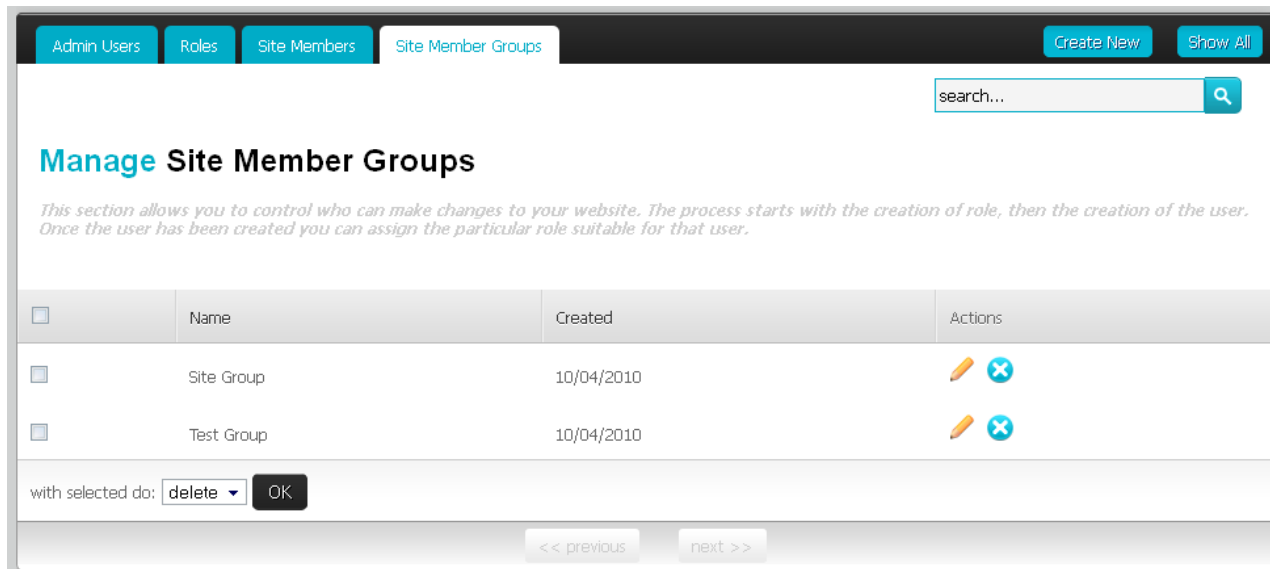 Admin Users Roles Site Members Site Member Groups Create New Show All
search...
Manage Site Member Groups
This section allows you to control who can make changes to your website. The process starts with the creation of role, then the creation of the user.
Once the user has been created you can assign the particular role suitable for that user.
Name Created Actions
Site Group 10/04/2010
Test Group 10/04/2010
with selected do: delete OK
<< previous next >>